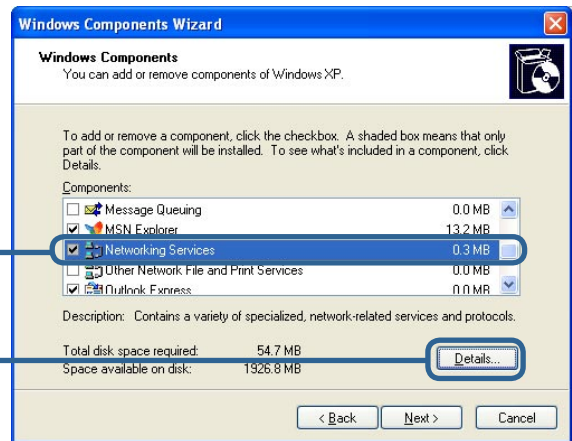 Windows Components Wizard
Windows Components
You can add or remove components of Windows XP.
To add or remove a component, click the checkbox. A shaded box means that only
part of the component will be installed. To see what's included in a component, click
Details.
Components:
Message Queuing 0.0 MB
MSN Explorer 13.2 MB
Networking Services 0.3 MB
Other Network File and Print Services 0.0 MB
Outlook Express 0.0 MB
Description: Contains a variety of specialized, network-related services and protocols.
Total disk space required: 54.7 MB
Space available on disk: 1926.8 MB
Details...
< Back Next > Cancel